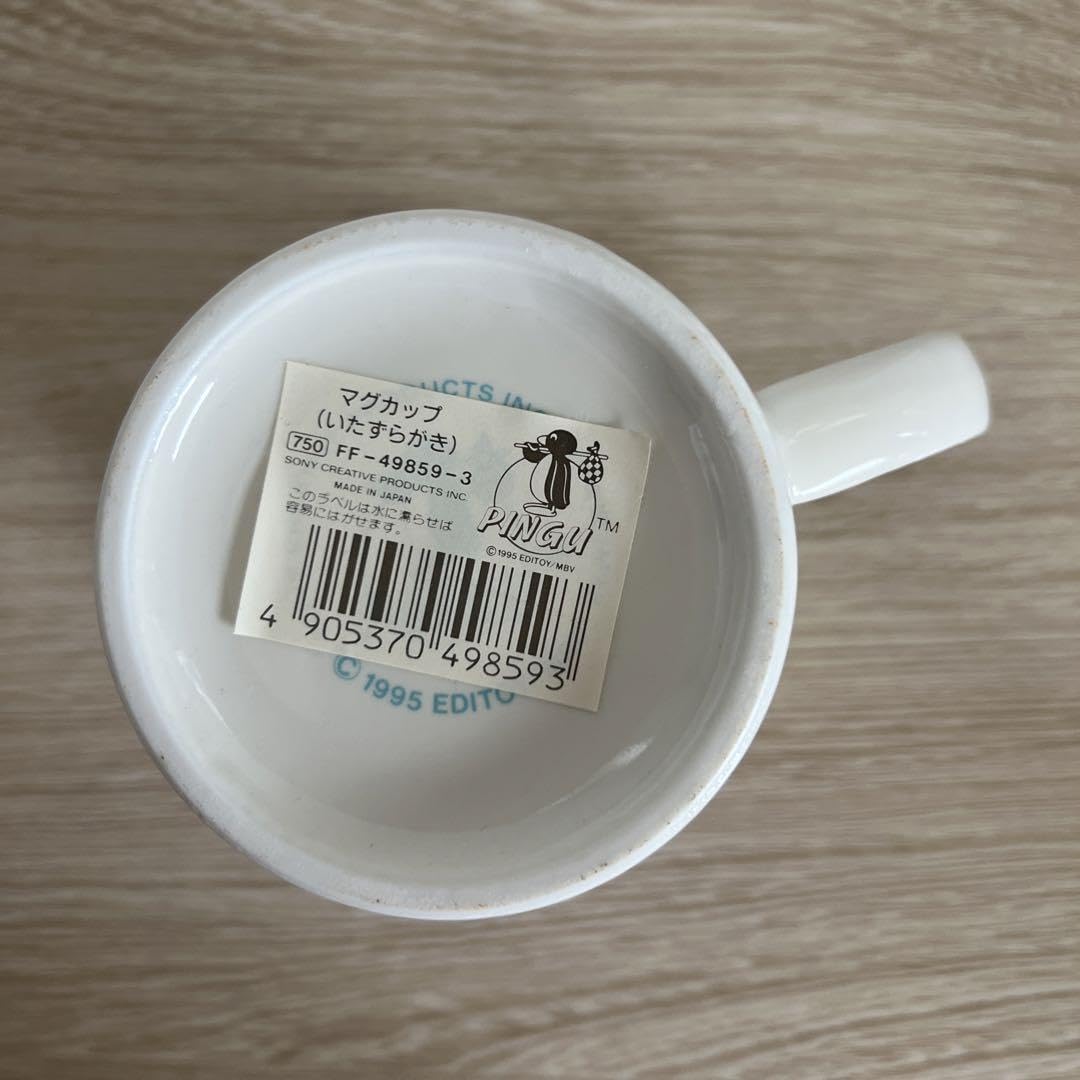 マグカップ
(いたずらがき)
750 FF-49859-3
SONY CREATIVE PRODUCTS INC.
MADE IN JAPAN
このラベルは水に濡らせば
容易にはがせます。
PINGU TM
©1995 EDITOY/MBV
4 905370 498593
© 1995 EDITO